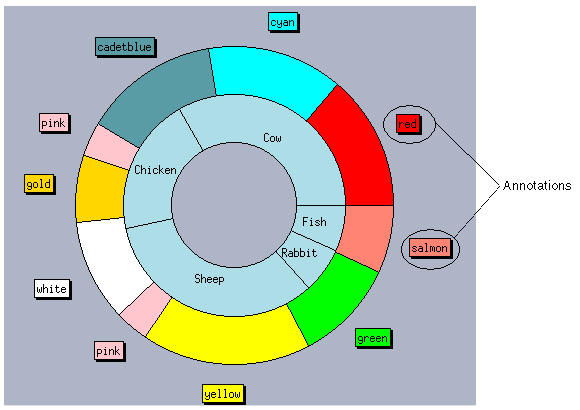 cyan
cadetblue
red
pink
Cow
Chicken
gold
Annotations
Fish
salmon
Rabbit
Sheep
white
green
pink
yellow